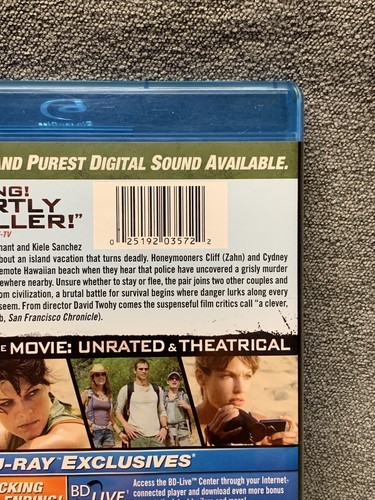 AND PUREST DIGITAL SOUND AVAILABLE.
NG!
RTLY
LLER!"
-TV
0 25192 03572 2
nant and Kiele Sanchez
bout an island vacation that turns deadly. Honeymooners Cliff (Zahn) and Cydney
emote Hawaiian beach when they hear that police have uncovered a grisly murder
ewhere nearby. Unsure whether to stay or flee, the pair joins two other couples and
om civilization, a brutal battle for survival begins where danger lurks along every
seem. From director David Twohy comes the suspenseful film critics call "a clever,
b, San Francisco Chronicle).
E MOVIE: UNRATED & THEATRICAL
U-RAY EXCLUSIVES
CKING
ENDING!
BD LIVE
Access the BD-Live™ Center through your Internet-
connected player and download even more bonus